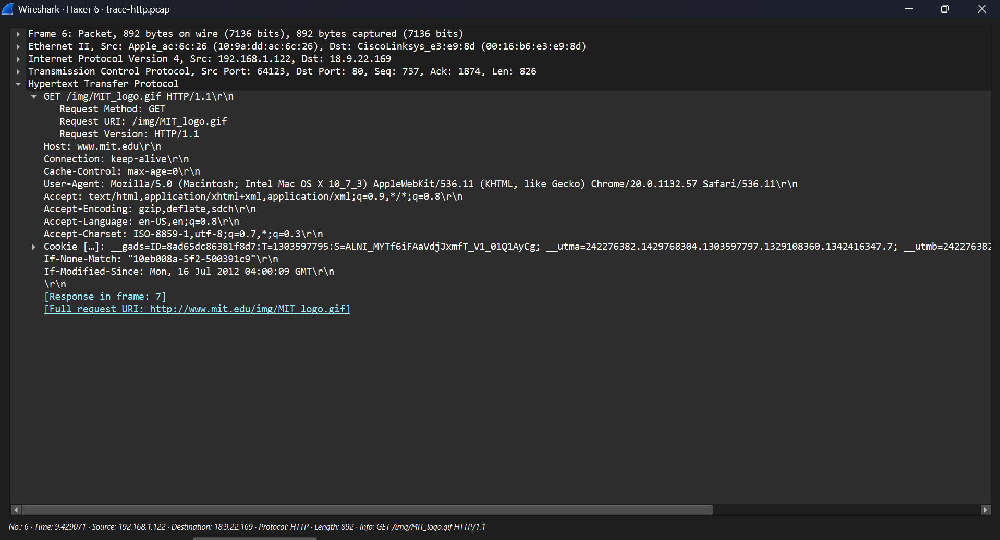 Wireshark · Пакет 6 · trace-http.pcap
Frame 6: Packet, 892 bytes on wire (7136 bits), 892 bytes captured (7136 bits)
Ethernet II, Src: Apple_ac:6c:26 (10:9a:dd:ac:6c:26), Dst: CiscoLinksys_e3:e9:8d (00:16:b6:e3:e9:8d)
Internet Protocol Version 4, Src: 192.168.1.122, Dst: 18.9.22.169
Transmission Control Protocol, Src Port: 64123, Dst Port: 80, Seq: 737, Ack: 1874, Len: 826
Hypertext Transfer Protocol
GET /img/MIT_logo.gif HTTP/1.1\r\n
Request Method: GET
Request URI: /img/MIT_logo.gif
Request Version: HTTP/1.1
Host: www.mit.edu\r\n
Connection: keep-alive\r\n
Cache-Control: max-age=0\r\n
User-Agent: Mozilla/5.0 (Macintosh; Intel Mac OS X 10_7_3) AppleWebKit/536.11 (KHTML, like Gecko) Chrome/20.0.1132.57 Safari/536.11\r\n
Accept: text/html,application/xhtml+xml,application/xml;q=0.9,*/*;q=0.8\r\n
Accept-Encoding: gzip,deflate,sdch\r\n
Accept-Language: en-US,en;q=0.8\r\n
Accept-Charset: ISO-8859-1,utf-8;q=0.7,*;q=0.3\r\n
Cookie […]: __gads=ID=8ad65dc86381f8d7:T=1303597795:S=ALNI_MYTf6iFAaVdjJxmfT_V1_01Q1AyCg; __utma=242276382.1429768304.1303597797.1329108360.1342416347.7; __utmb=242276382
If-None-Match: "10eb008a-5f2-500391c9"\r\n
If-Modified-Since: Mon, 16 Jul 2012 04:00:09 GMT\r\n
\r\n
[Response in frame: 7]
[Full request URI: http://www.mit.edu/img/MIT_logo.gif]
No.: 6 · Time: 9.429071 · Source: 192.168.1.122 · Destination: 18.9.22.169 · Protocol: HTTP · Length: 892 · Info: GET /img/MIT_logo.gif HTTP/1.1